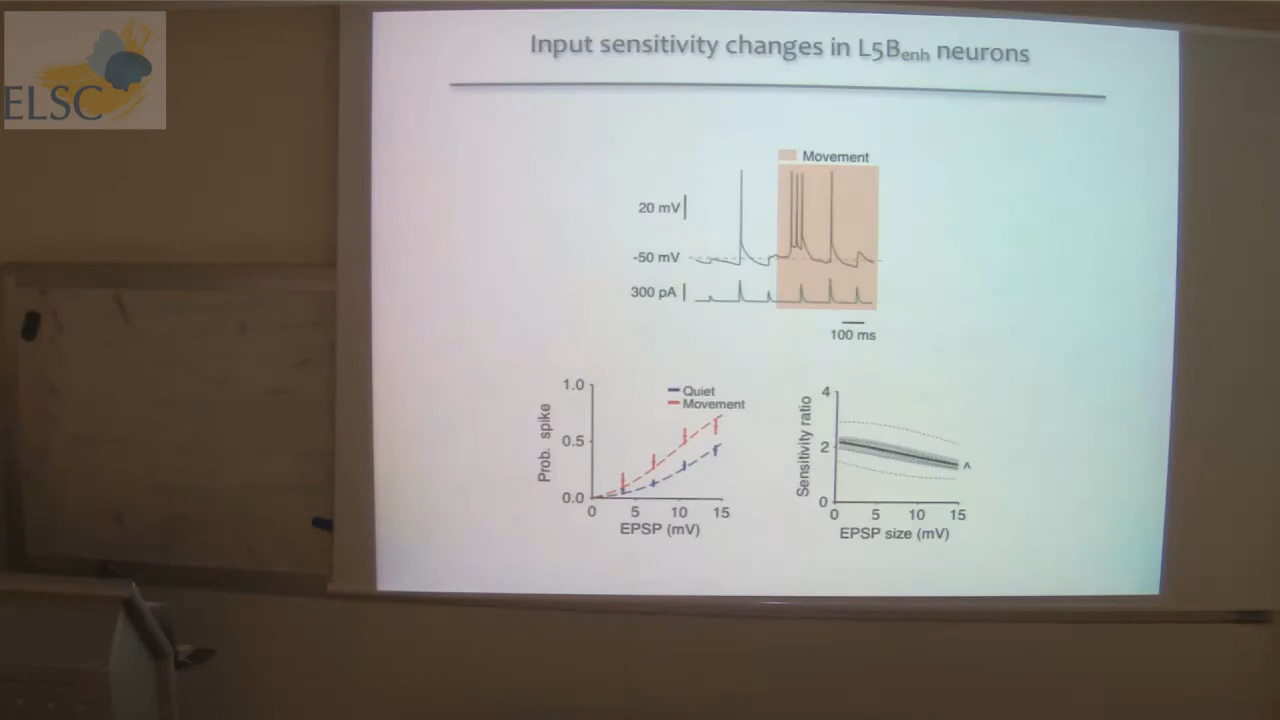 ELSC
Input sensitivity changes in L5Benh neurons
Movement
20 mV
-50 mV
300 pA
100 ms
1.0
0.5
0.0
Prob. spike
Quiet
Movement
0 5 10 15
EPSP (mV)
4
2
0
Sensitivity ratio
^
0 5 10 15
EPSP size (mV)